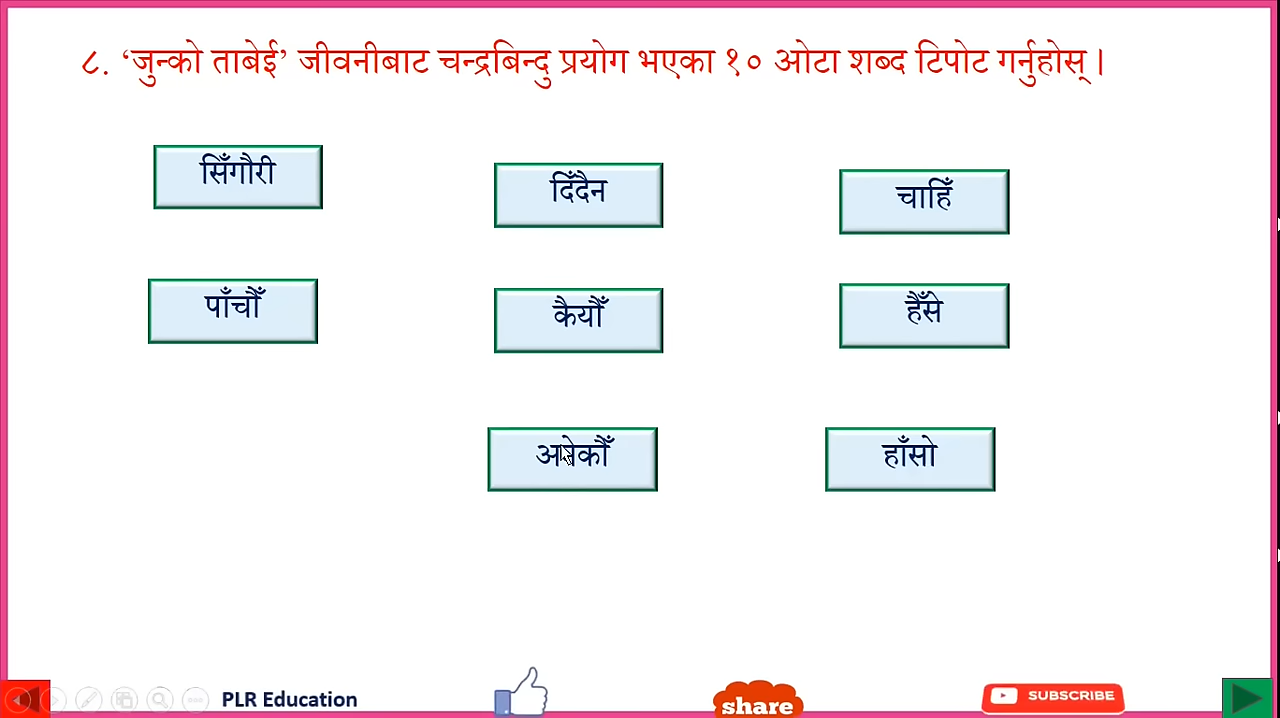 ८. ‘जुन्को ताबेई’ जीवनीबाट चन्द्रबिन्दु प्रयोग भएका १० ओटा शब्द टिपोट गर्नुहोस् ।
सिँगौरी
दिँदैन
चाहिँ
पाँचौँ
कैयौँ
हैँसे
अनेकौँ
हाँसो
PLR Education
share
SUBSCRIBE